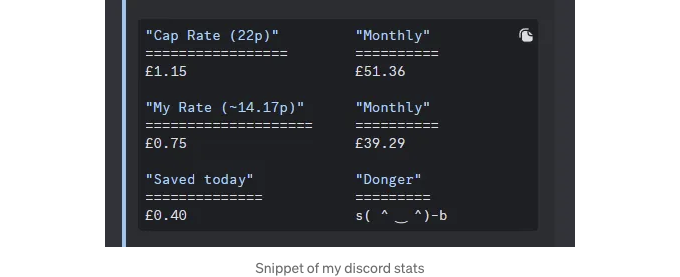 "Cap Rate (22p)" "Monthly"
================= ==========
£1.15 £51.36
"My Rate (~14.17p)" "Monthly"
==================== ==========
£0.75 £39.29
"Saved today" "Donger"
============== =========
£0.40 s( ^ ‿ ^)-b
Snippet of my discord stats